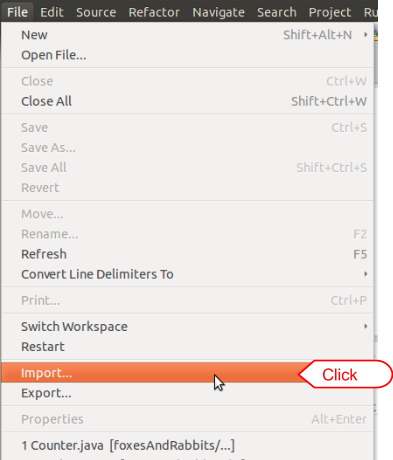 File Edit Source Refactor Navigate Search Project Ru
New Shift+Alt+N
Open File...
Close Ctrl+W
Close All Shift+Ctrl+W
Save Ctrl+S
Save As...
Save All Shift+Ctrl+S
Revert
Move...
Rename... F2
Refresh F5
Convert Line Delimiters To
Print... Ctrl+P
Switch Workspace
Restart
Import... Click
Export...
Properties Alt+Enter
1 Counter.java [foxesAndRabbits/...]